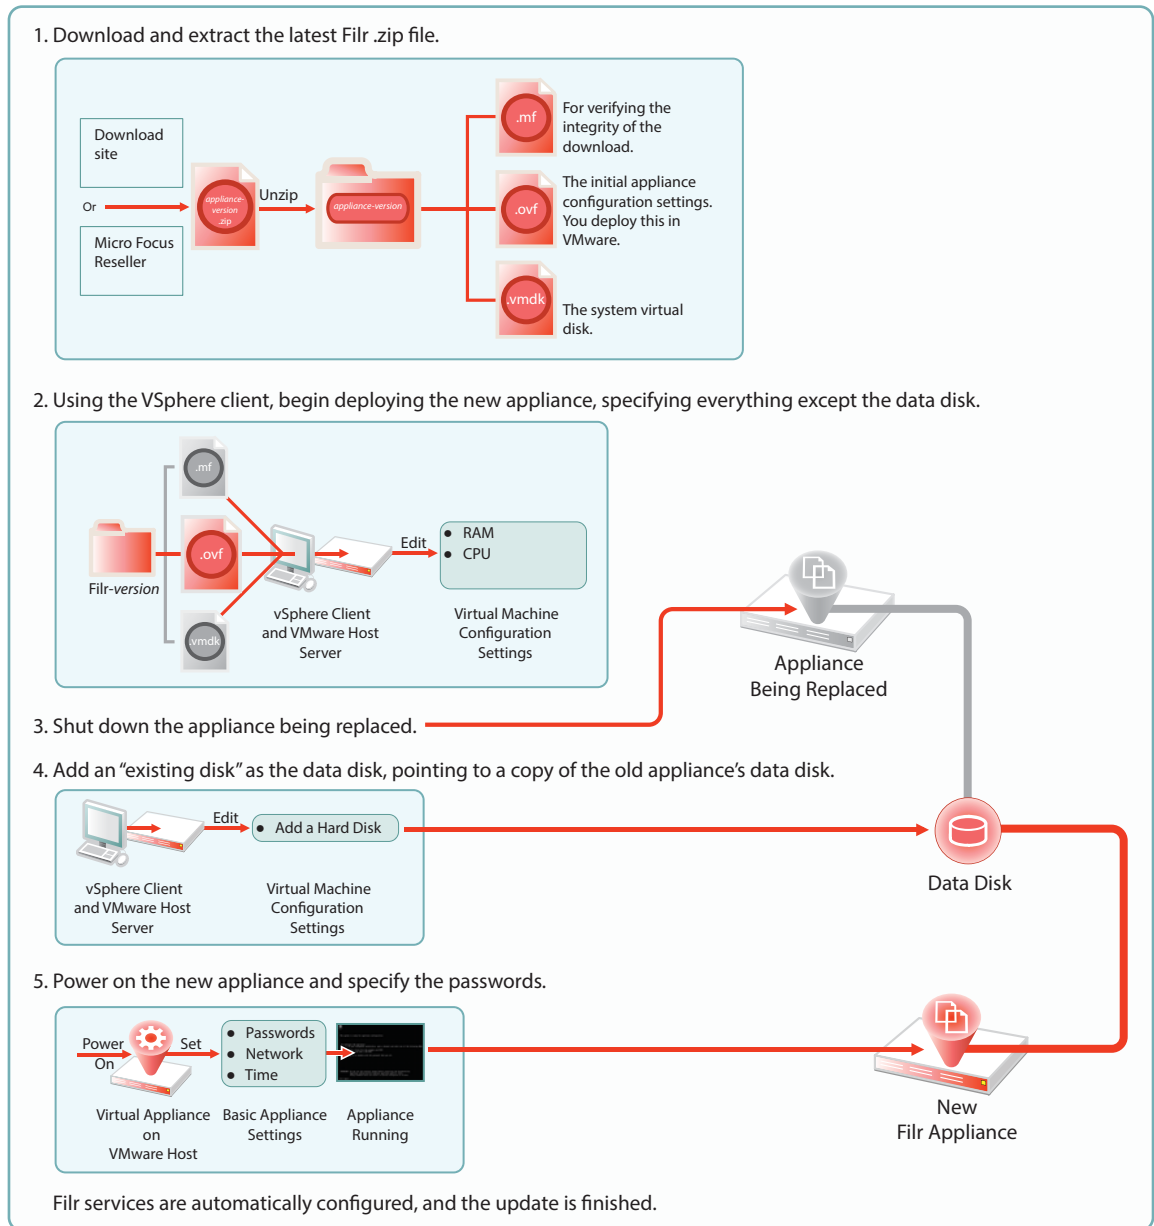 1. Download and extract the latest Filr .zip file.
Download
site
Or
Micro Focus
Reseller
appliance-
version
.zip
Unzip
appliance-version
.mf
For verifying the
integrity of the
download.
.ovf
The initial appliance
configuration settings.
You deploy this in
VMware.
.vmdk
The system virtual
disk.
2. Using the VSphere client, begin deploying the new appliance, specifying everything except the data disk.
.mf
.ovf
.vmdk
Filr-version
vSphere Client
and VMware Host
Server
Edit
• RAM
• CPU
Virtual Machine
Configuration
Settings
Appliance
Being Replaced
3. Shut down the appliance being replaced.
4. Add an “existing disk” as the data disk, pointing to a copy of the old appliance’s data disk.
Edit
• Add a Hard Disk
vSphere Client
and VMware Host
Server
Virtual Machine
Configuration
Settings
Data Disk
5. Power on the new appliance and specify the passwords.
Power
On
Set
• Passwords
• Network
• Time
Virtual Appliance
on
VMware Host
Basic Appliance
Settings
Appliance
Running
New
Filr Appliance
Filr services are automatically configured, and the update is finished.